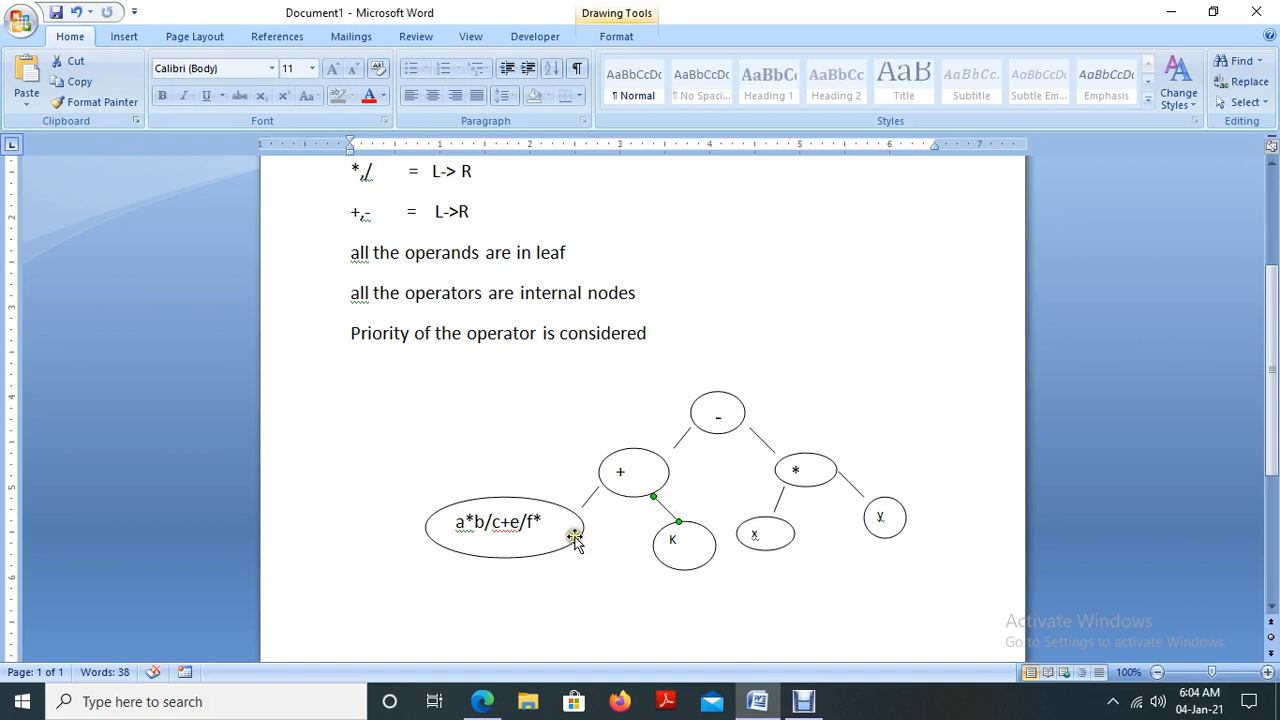 Document1 - Microsoft Word
Drawing Tools
Home Insert Page Layout References Mailings Review View Developer Format
Paste
Cut
Copy
Format Painter
Clipboard
Calibri (Body) 11
Font
Paragraph
AaBbCcDc AaBbCcDc AaBbC AaBbCc AaB AaBbCc. AaBbCcDc AaBbCcDc
¶ Normal ¶ No Spaci... Heading 1 Heading 2 Title Subtitle Subtle Em... Emphasis
Change Styles
Styles
Find
Replace
Select
Editing
*,/ = L-> R
+,- = L->R
all the operands are in leaf
all the operators are internal nodes
Priority of the operator is considered
-
+ *
a*b/c+e/f* K x y
Activate Windows
Go to Settings to activate Windows.
Page: 1 of 1 Words: 38 100%
Type here to search
6:04 AM
04-Jan-21